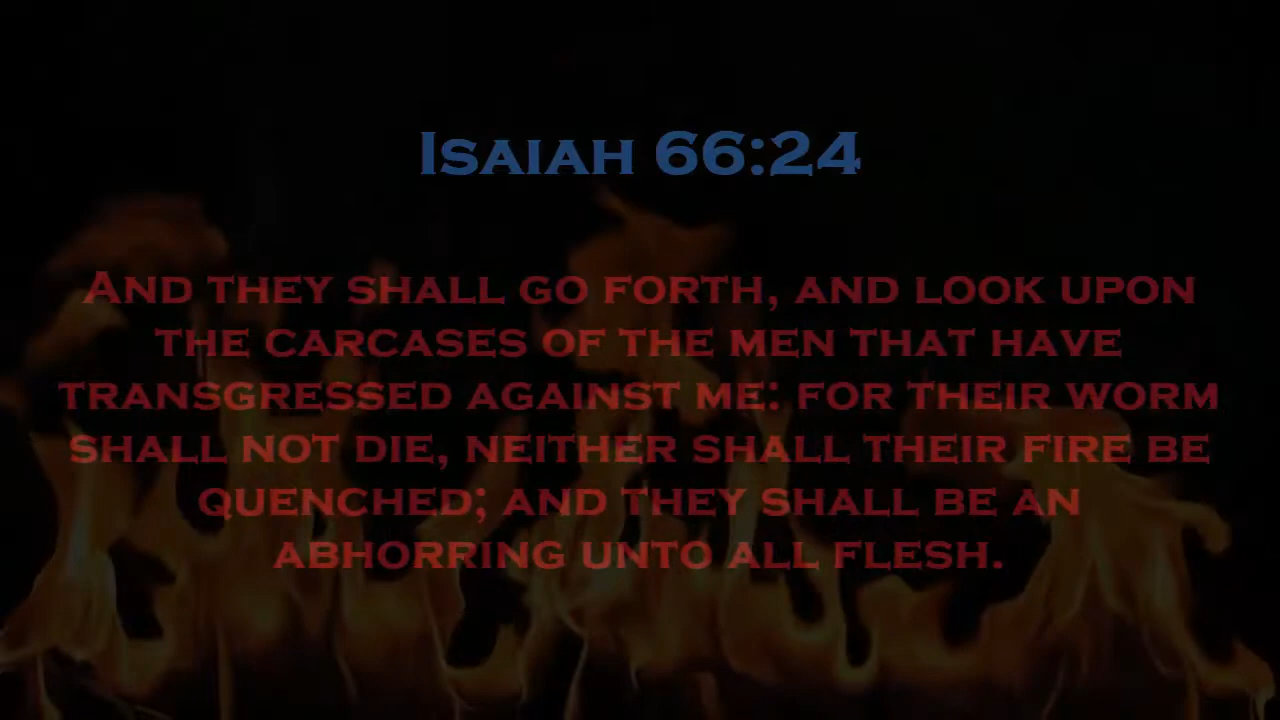 Isaiah 66:24
And they shall go forth, and look upon
the carcases of the men that have
transgressed against me: for their worm
shall not die, neither shall their fire be
quenched; and they shall be an
abhorring unto all flesh.